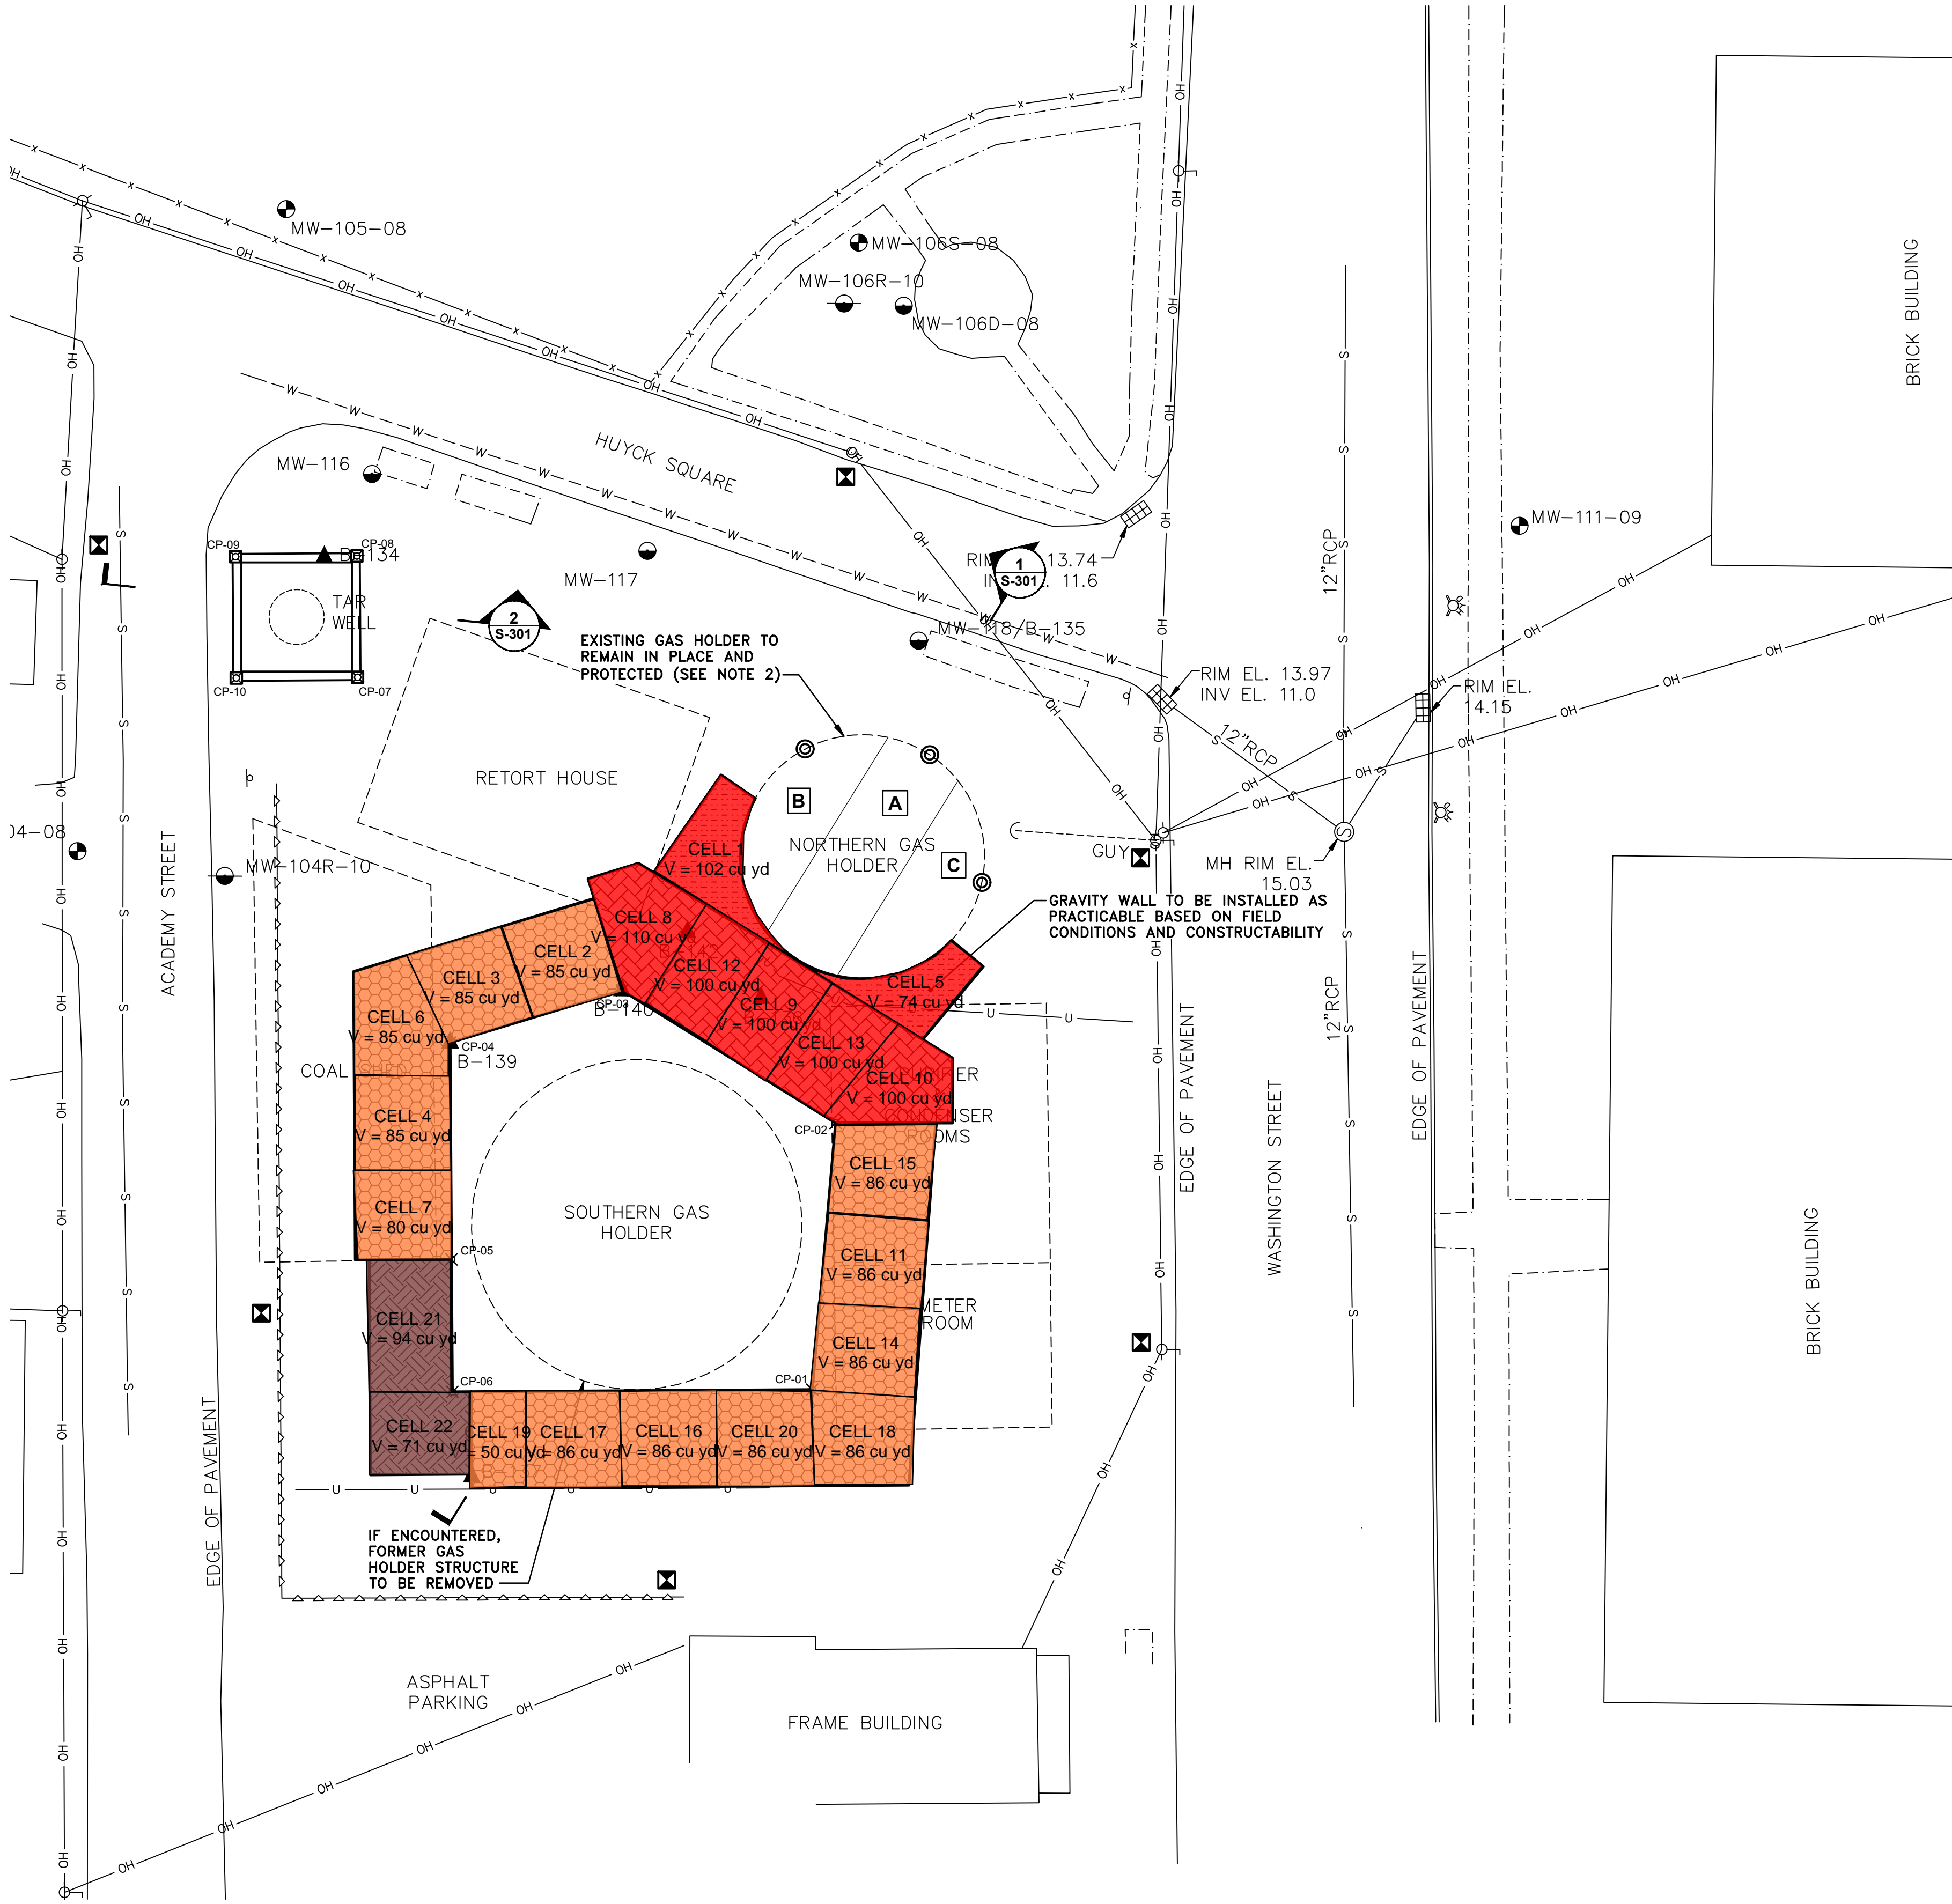 MW-105-08
MW-106S-08
MW-106R-10
MW-106D-08
BRICK BUILDING
HUYCK SQUARE
MW-116
MW-117
MW-111-09
12"RCP
CP-09
CP-08
TAR
WELL
CP-10
CP-07
2
S-301
1
S-301
13.74
11.6
EXISTING GAS HOLDER TO
REMAIN IN PLACE AND
PROTECTED (SEE NOTE 2)
MW-118/B-135
RIM EL. 13.97
INV EL. 11.0
RIM EL.
14.15
12"RCP
RETORT HOUSE
B
A
C
NORTHERN GAS
HOLDER
GUY
MH RIM EL.
15.03
04-08
MW-104R-10
ACADEMY STREET
GRAVITY WALL TO BE INSTALLED AS
PRACTICABLE BASED ON FIELD
CONDITIONS AND CONSTRUCTABILITY
CELL 1
V = 102 cu yd
CELL 8
V = 110 cu yd
CELL 2
V = 85 cu yd
CELL 3
V = 85 cu yd
CELL 12
V = 100 cu yd
CELL 9
V = 100 cu yd
CELL 5
V = 74 cu yd
CELL 6
V = 85 cu yd
CELL 13
V = 100 cu yd
CELL 10
V = 100 cu yd
CP-03
B-140
CP-04
B-139
COAL
CELL 4
V = 85 cu yd
CP-02
CELL 15
V = 86 cu yd
CELL 7
V = 80 cu yd
SOUTHERN GAS
HOLDER
CELL 11
V = 86 cu yd
CP-05
CELL 21
V = 94 cu yd
METER
ROOM
CELL 14
V = 86 cu yd
CP-06
CP-01
CELL 22
V = 71 cu yd
CELL 19
= 50 cu yd
CELL 17
V = 86 cu yd
CELL 16
V = 86 cu yd
CELL 20
V = 86 cu yd
CELL 18
V = 86 cu yd
12"RCP
EDGE OF PAVEMENT
WASHINGTON STREET
EDGE OF PAVEMENT
BRICK BUILDING
EDGE OF PAVEMENT
IF ENCOUNTERED,
FORMER GAS
HOLDER STRUCTURE
TO BE REMOVED
ASPHALT
PARKING
FRAME BUILDING